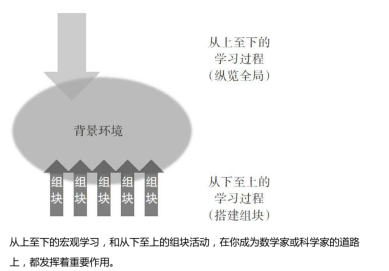 从上至下的
学习过程
（纵览全局）
背景环境
组块 组块 组块 组块 组块
从下至上的
学习过程
（搭建组块）
从上至下的宏观学习，和从下至上的组块活动，在你成为数学家或科学家的道路
上，都发挥着重要作用。